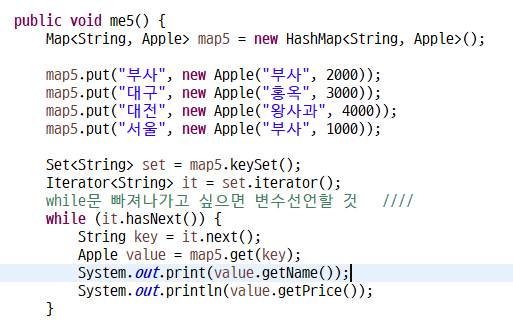 public void me5() {
    Map<String, Apple> map5 = new HashMap<String, Apple>();

    map5.put("부사", new Apple("부사", 2000));
    map5.put("대구", new Apple("홍옥", 3000));
    map5.put("대전", new Apple("왕사과", 4000));
    map5.put("서울", new Apple("부사", 1000));

    Set<String> set = map5.keySet();
    Iterator<String> it = set.iterator();
    while문 빠져나가고 싶으면 변수선언할 것   ////
    while (it.hasNext()) {
        String key = it.next();
        Apple value = map5.get(key);
        System.out.print(value.getName());
        System.out.println(value.getPrice());
    }